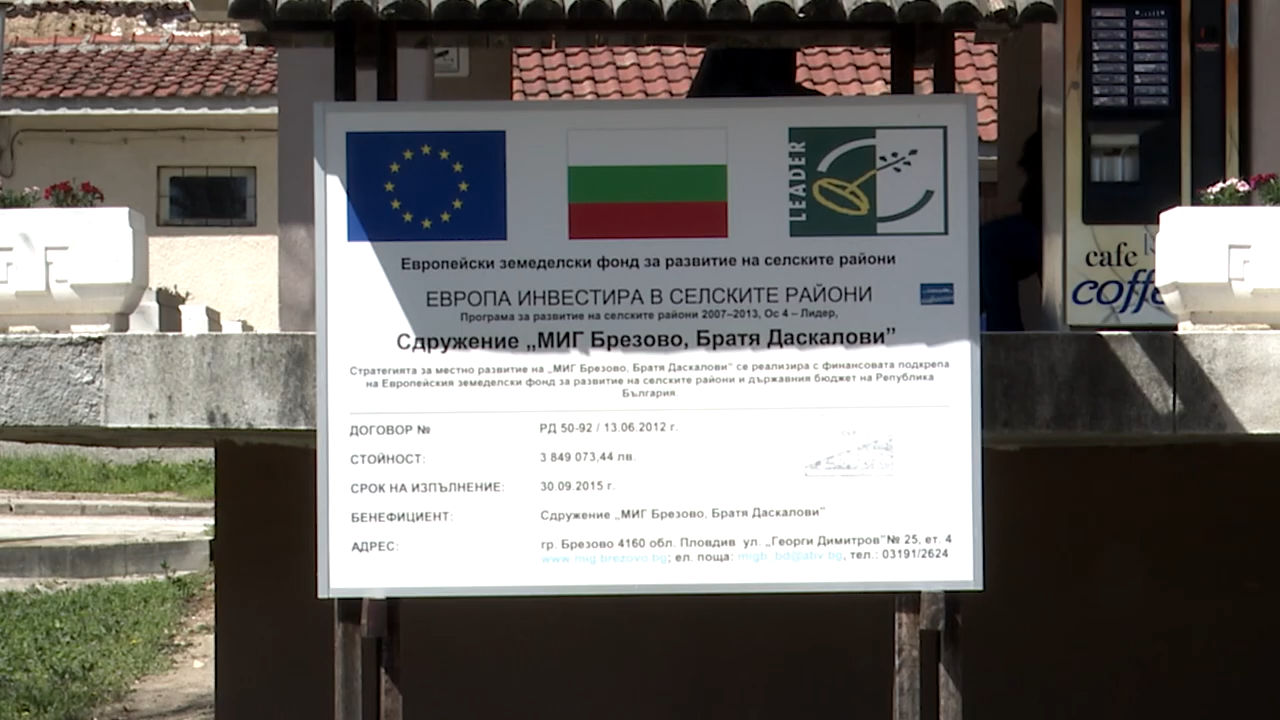 LEADER
Европейски земеделски фонд за развитие на селските райони
ЕВРОПА ИНВЕСТИРА В СЕЛСКИТЕ РАЙОНИ
Програма за развитие на селските райони 2007–2013, Ос 4 – Лидер,
Сдружение „МИГ Брезово, Братя Даскалови”
Стратегията за местно развитие на „МИГ Брезово, Братя Даскалови” се реализира с финансовата подкрепа
на Европейския земеделски фонд за развитие на селските райони и държавния бюджет на Република
България.
ДОГОВОР № РД 50-92 / 13.06.2012 г.
СТОЙНОСТ: 3 849 073,44 лв.
СРОК НА ИЗПЪЛНЕНИЕ: 30.09.2015 г.
БЕНЕФИЦИЕНТ: Сдружение „МИГ Брезово, Братя Даскалови”
АДРЕС: гр. Брезово 4160 обл. Пловдив ул. „Георги Димитров”№ 25, ет. 4
www.mig.brezovo.bg; ел. поща: migb_bd@abv.bg, тел.: 03191/2624
cafe
coffe